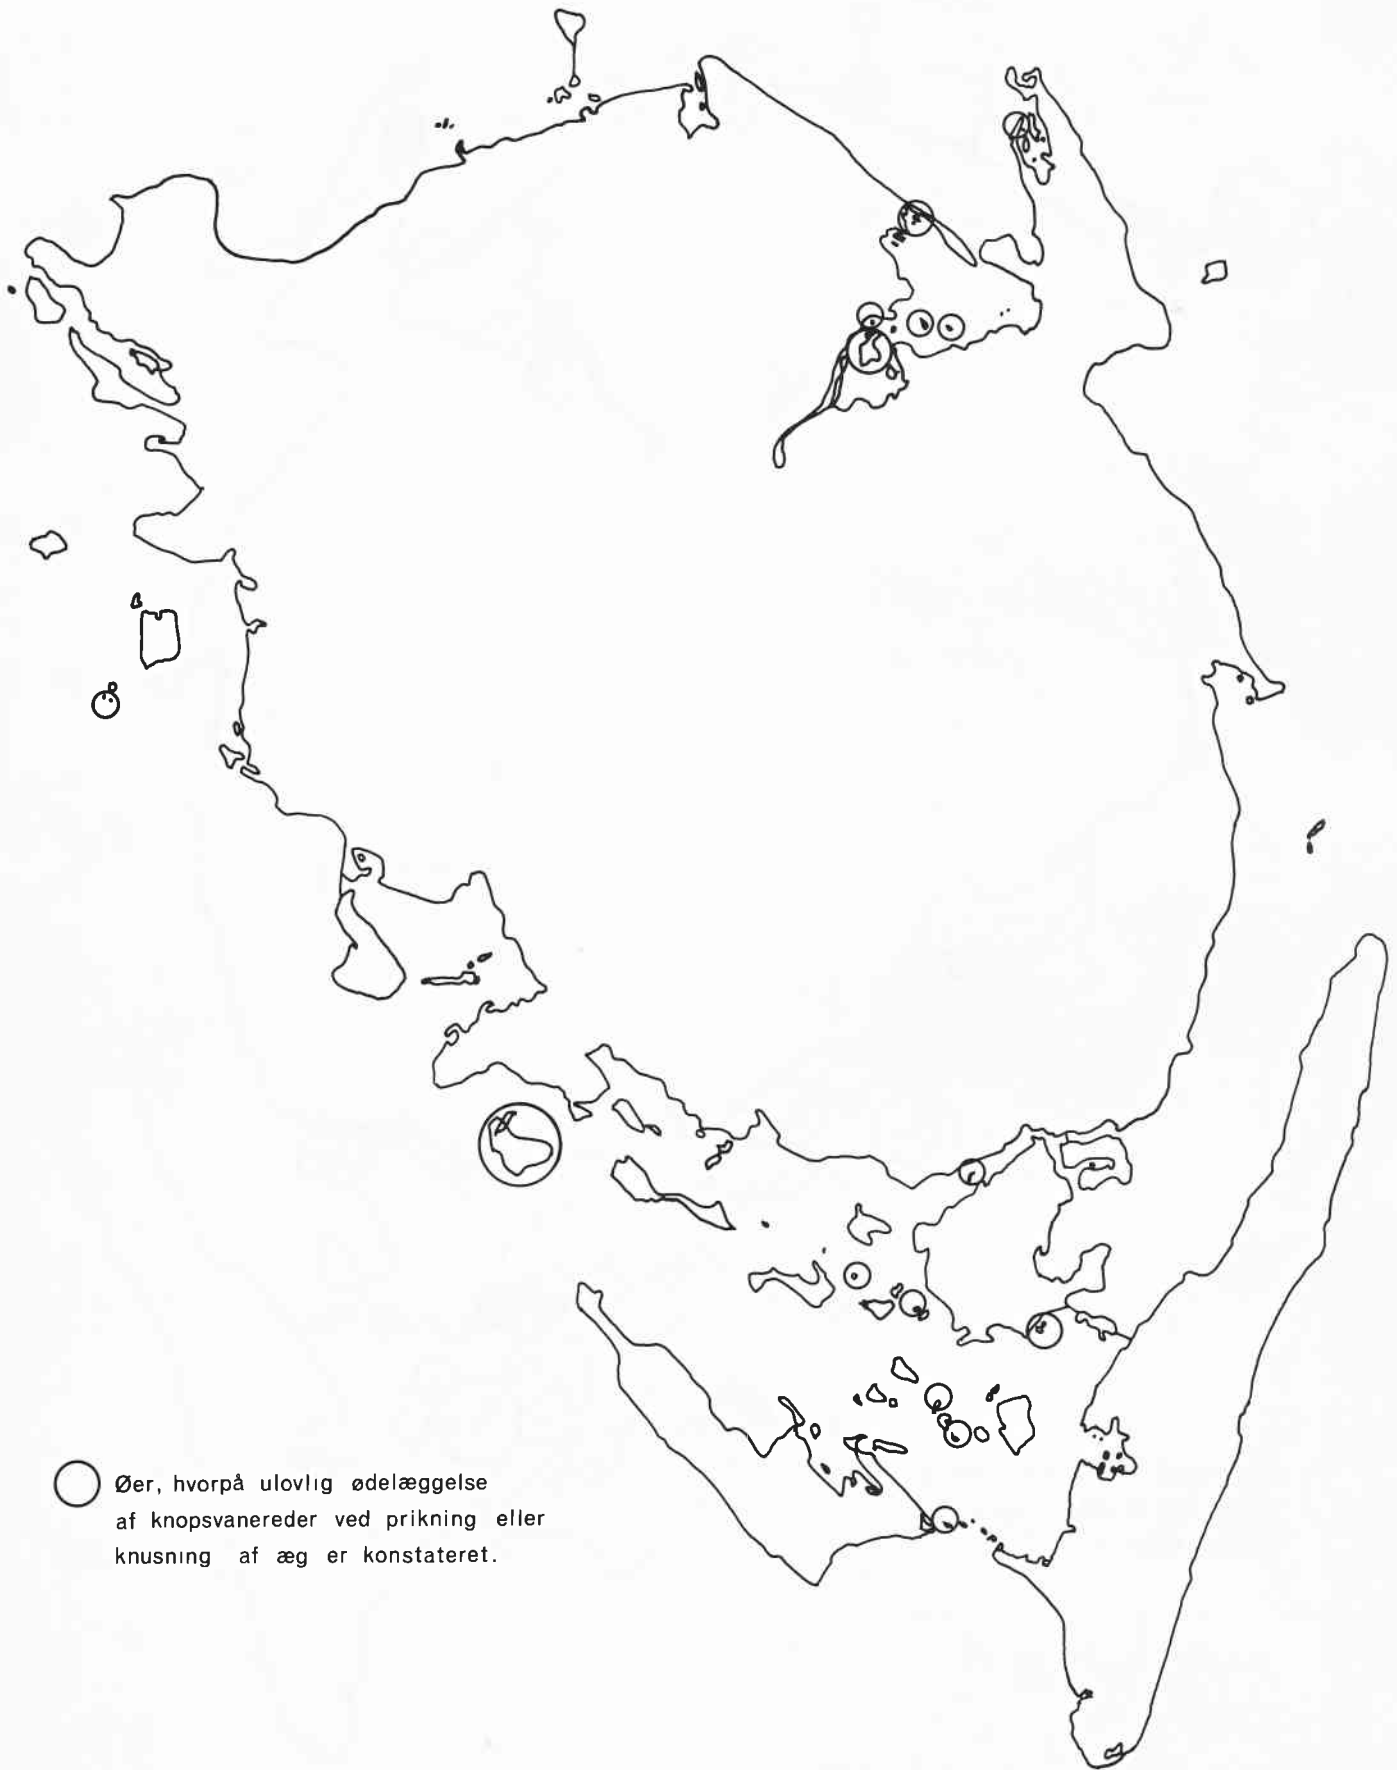 Øer, hvorpå ulovlig ødelæggelse
af knopsvanereder ved prikning eller
knusning af æg er konstateret.